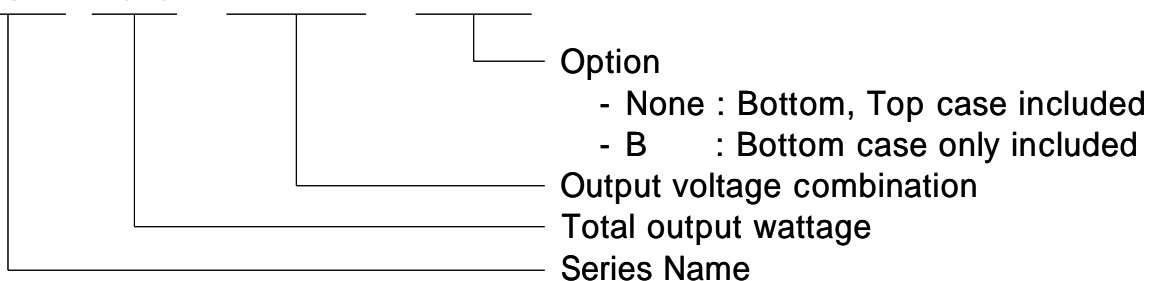 Option
- None : Bottom, Top case included
- B : Bottom case only included
Output voltage combination
Total output wattage
Series Name